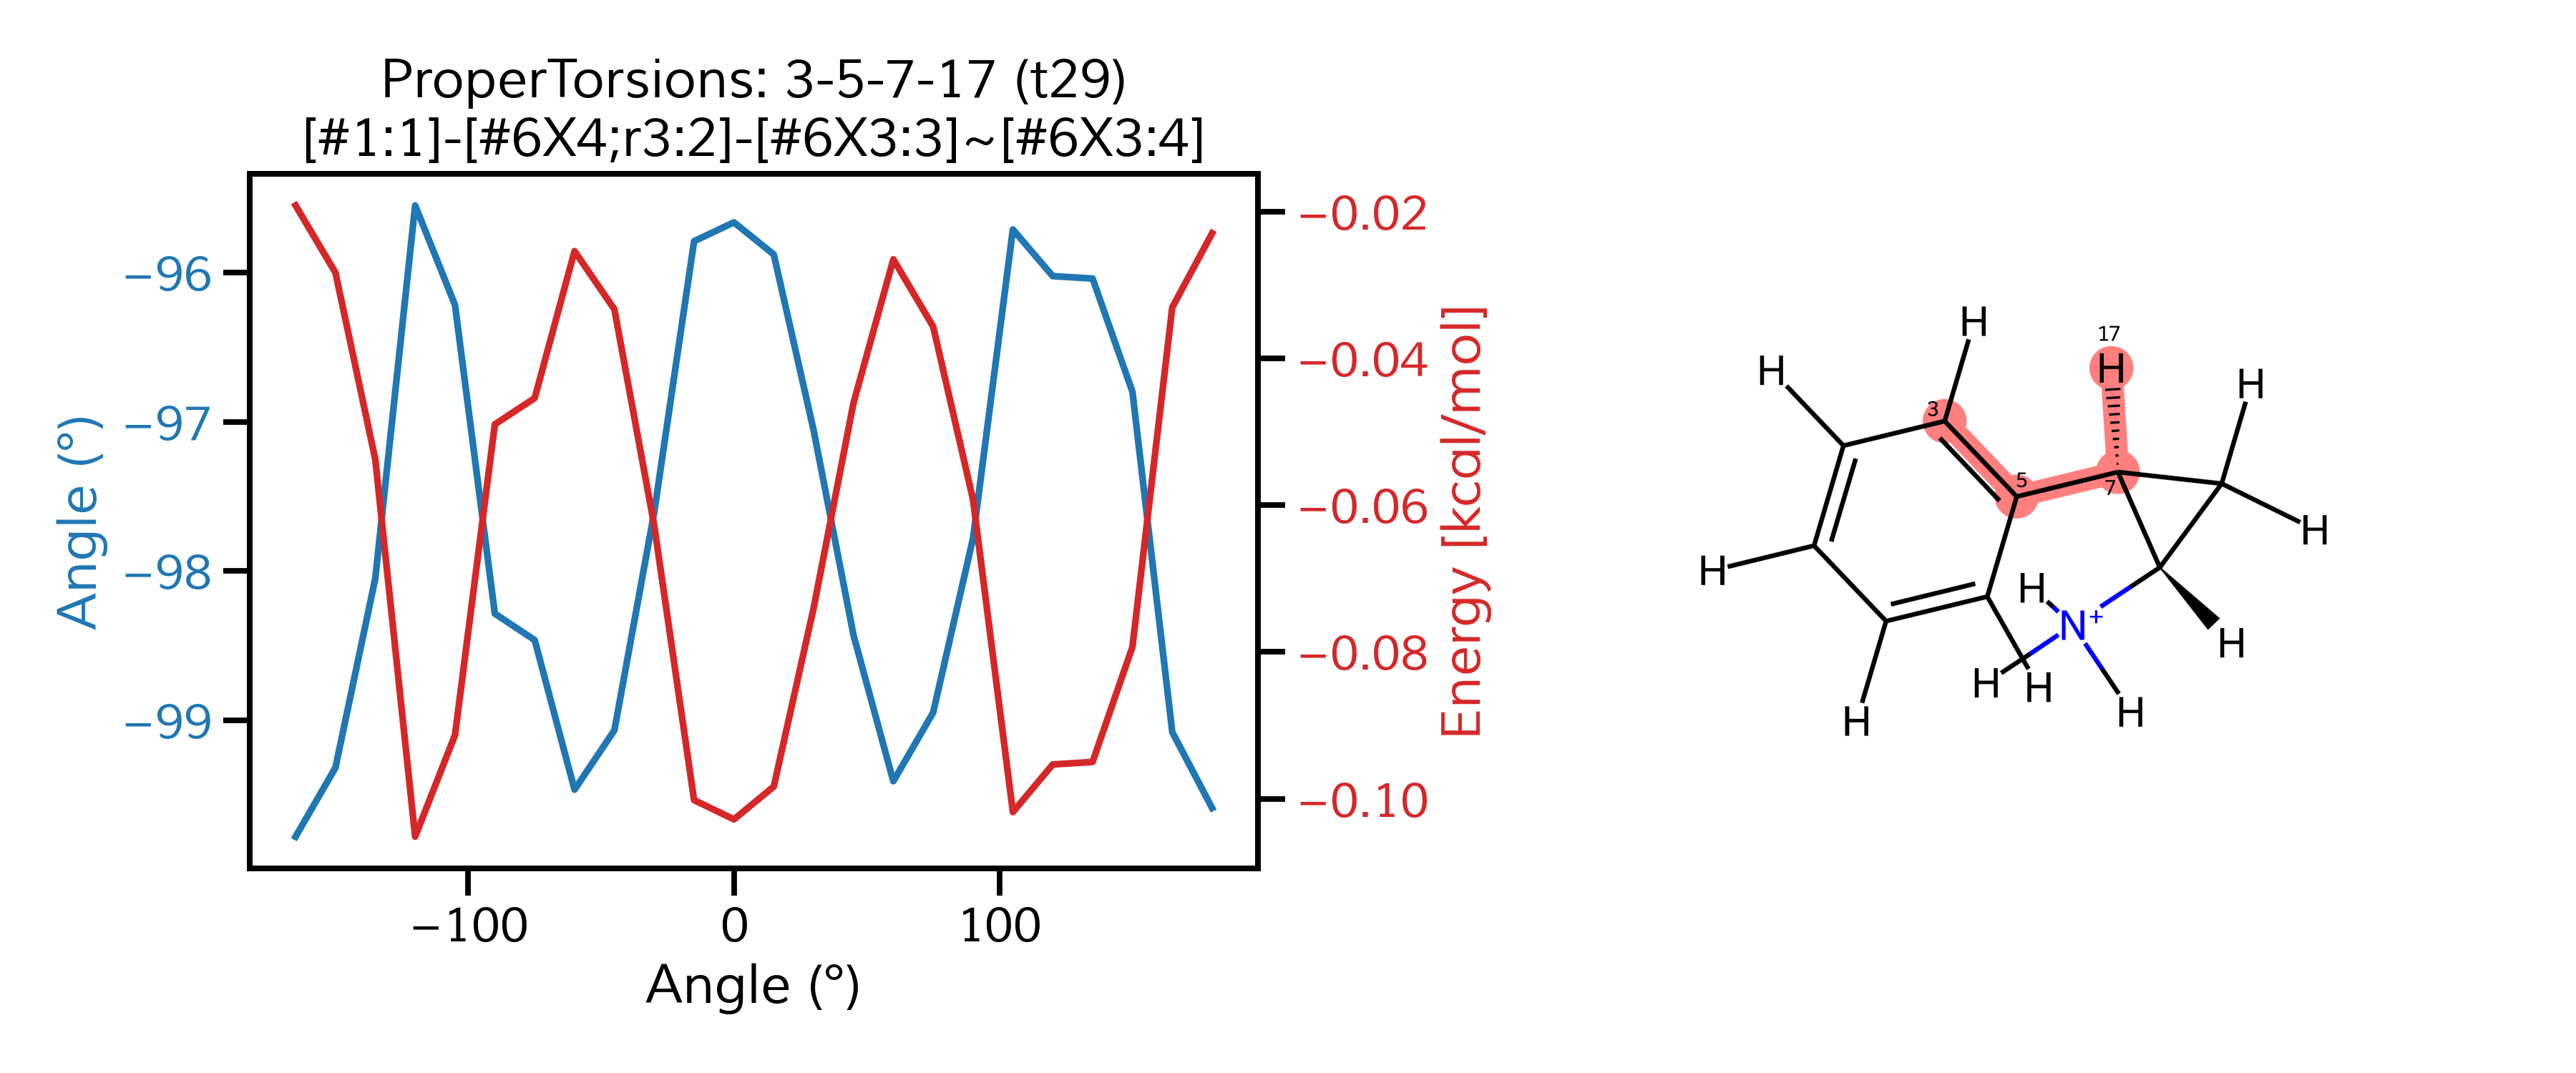 ProperTorsions: 3-5-7-17 (t29)
[#1:1]-[#6X4;r3:2]-[#6X3:3]~[#6X3:4]
Angle (°)
−96
−97
−98
−99
−100
0
100
Angle (°)
−0.02
−0.04
−0.06
−0.08
−0.10
Energy [kcal/mol]
H
17
H
H
H
H
3
5
7
H
H
H
N+
H
H
H
H
H